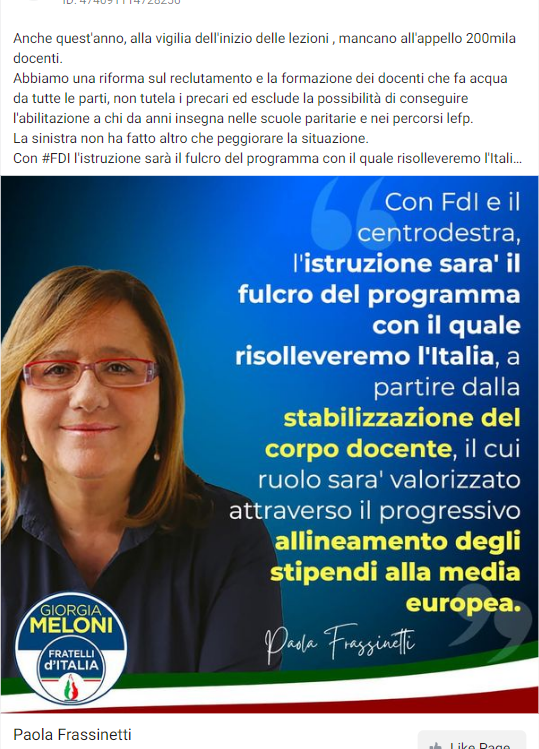 Anche quest'anno, alla vigilia dell'inizio delle lezioni , mancano all'appello 200mila
docenti.
Abbiamo una riforma sul reclutamento e la formazione dei docenti che fa acqua
da tutte le parti, non tutela i precari ed esclude la possibilità di conseguire
l'abilitazione a chi da anni insegna nelle scuole paritarie e nei percorsi Iefp.
La sinistra non ha fatto altro che peggiorare la situazione.
Con #FDI l'istruzione sarà il fulcro del programma con il quale risolleveremo l'Itali...
Con FdI e il
centrodestra,
l'istruzione sara' il
fulcro del programma
con il quale
risolleveremo l'Italia, a
partire dalla
stabilizzazione del
corpo docente, il cui
ruolo sara' valorizzato
attraverso il progressivo
allineamento degli
stipendi alla media
europea.
Paola Frassinetti
GIORGIA
MELONI
FRATELLI
d'ITALIA
Paola Frassinetti
Like Page